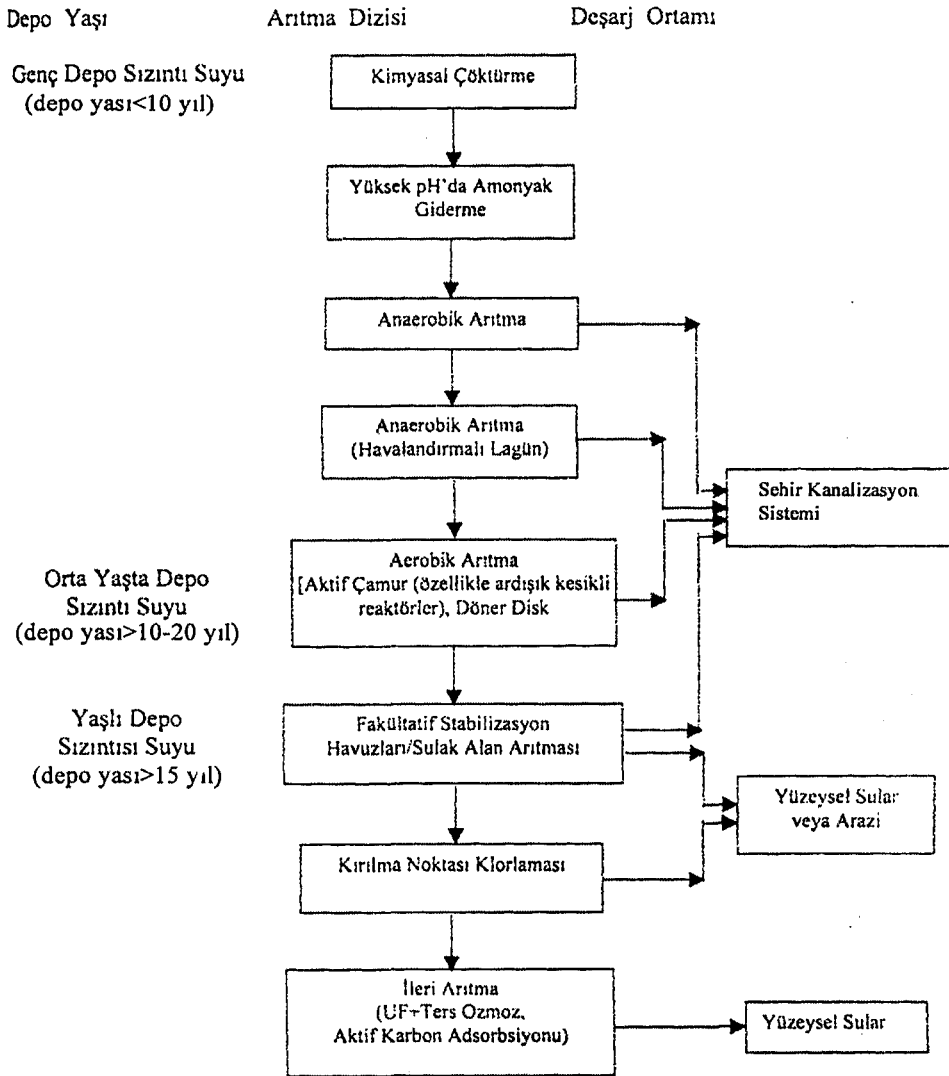 Depo Yaşı Arıtma Dizisi Deşarj Ortamı
Genç Depo Sızıntı Suyu
(depo yası<10 yıl)
Kimyasal Çöktürme
Yüksek pH'da Amonyak
Giderme
Anaerobik Arıtma
Anaerobik Arıtma
(Havalandırmalı Lagün)
Sehir Kanalizasyon
Sistemi
Orta Yaşta Depo
Sızıntı Suyu
(depo yası>10-20 yıl)
Aerobik Arıtma
[Aktif Çamur (özellikle ardışık kesikli
reaktörler), Döner Disk
Yaşlı Depo
Sızıntısı Suyu
(depo yası>15 yıl)
Fakültatif Stabilizasyon
Havuzları/Sulak Alan Arıtması
Yüzeysel Sular
veya Arazi
Kırılma Noktası Klorlaması
İleri Arıtma
(UF+Ters Ozmoz,
Aktif Karbon Adsorbsiyonu)
Yüzeysel Sular